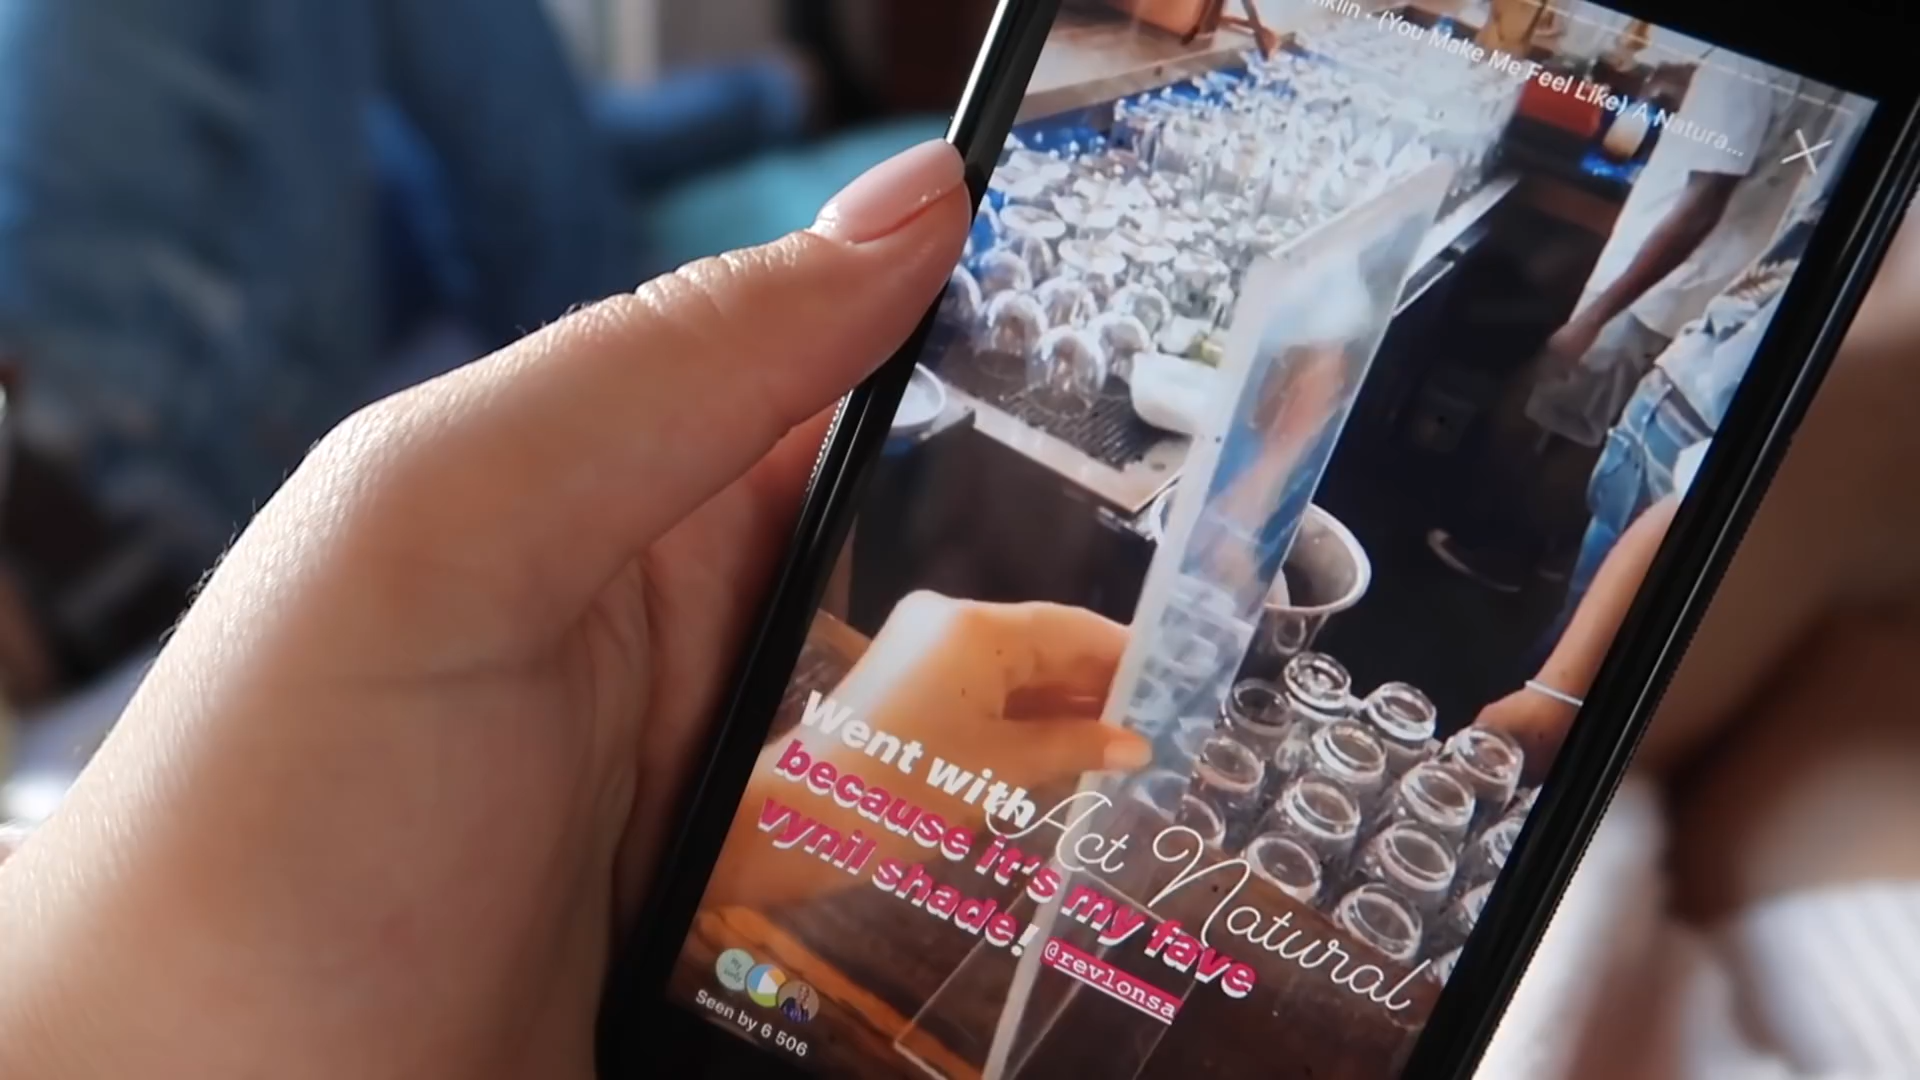 (You Make Me Feel Like) A Natura...
Went with Act Natural
because it's my fave
vynil shade! @revlonsa
Seen by 6 506